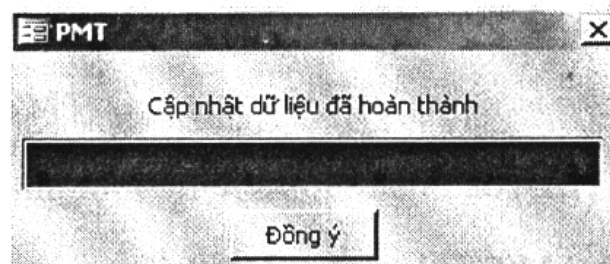 PMT
Cập nhật dữ liệu đã hoàn thành
Đồng ý